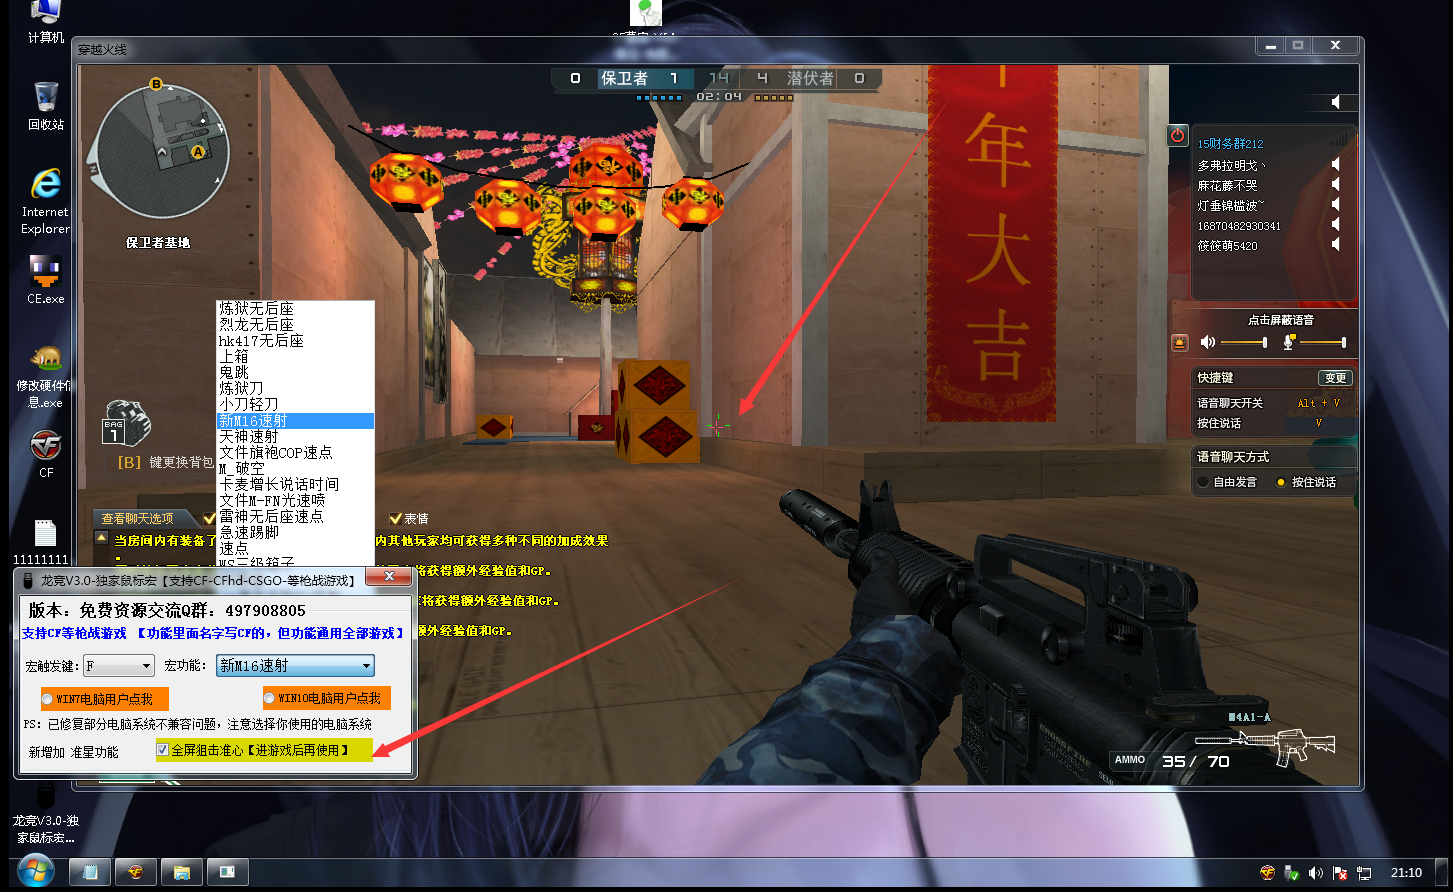 计算机
回收站
Internet
Explorer
CE.exe
修改硬件信
息.exe
CF
11111111
龙亮V3.0-独
家鼠标宏...
穿越火线
0 保卫者 1 14 4 潜伏者 0
02:04
B
A
N
保卫者基地
年
大
吉
15财务群212
多弗拉明戈丶
麻花藤不哭
灯垂锦槛波~
16870482930341
筱筱萌5420
点击屏蔽语音
快捷键 变更
语音聊天开关 Alt + V
按住说话 V
语音聊天方式
自由发言 按住说话
BAG
1
[B] 键更换背包
炼狱无后座
烈龙无后座
hk417无后座
上箱
鬼跳
炼狱刀
小刀轻刀
新M16速射
天神速射
文件旗袍COP速点
M_破空
卡麦增长说话时间
文件M-FN光速喷
雷神无后座速点
急速踢脚
速点
查看聊天选项 表情
当房间内有装备了 内其他玩家均可获得多种不同的加成效果
将获得额外经验值和GP。
将获得额外经验值和GP。
额外经验值和GP。
龙亮V3.0-独家鼠标宏【支持CF-CFhd-CSGO-等枪战游戏】
版本: 免费资源交流Q群: 497908805
支持CF等枪战游戏 【功能里面名字写CF的，但功能通用全部游戏】
宏触发键: F 宏功能: 新M16速射
WIN7电脑用户点我 WIN10电脑用户点我
PS: 已修复部分电脑系统不兼容问题，注意选择你使用的电脑系统
新增加 准星功能 全屏狙击准心【进游戏后再使用】
M4A1-A
AMMO 35/ 70
21:10